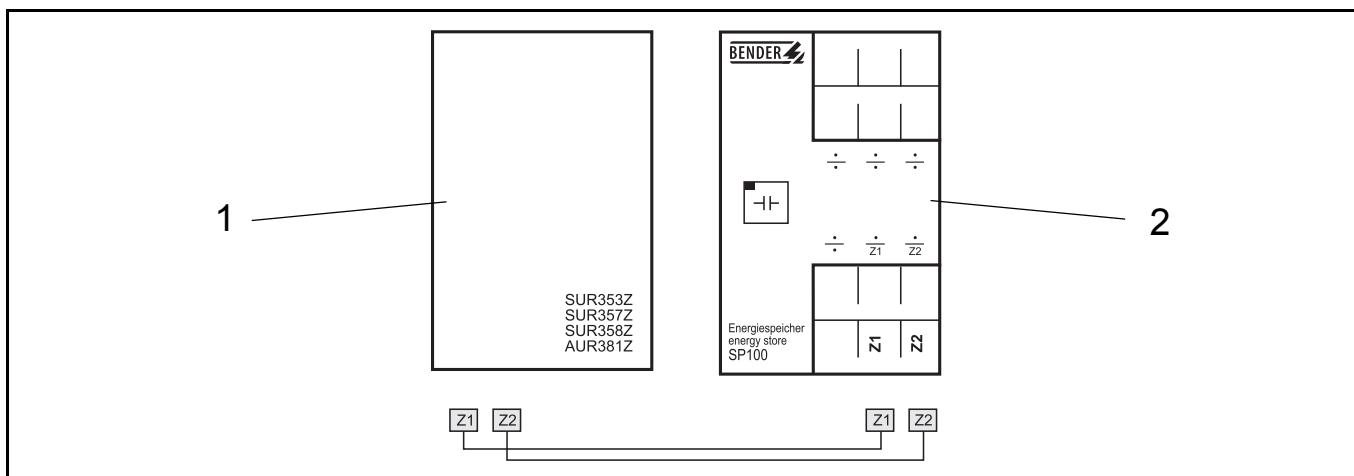 BENDER
1
2
÷ ÷ ÷
÷ ÷ ÷
Z1 Z2
SUR353Z
SUR357Z
SUR358Z
AUR381Z
Energiespeicher
energy store
SP100
Z1 Z2
Z1 Z2
Z1 Z2